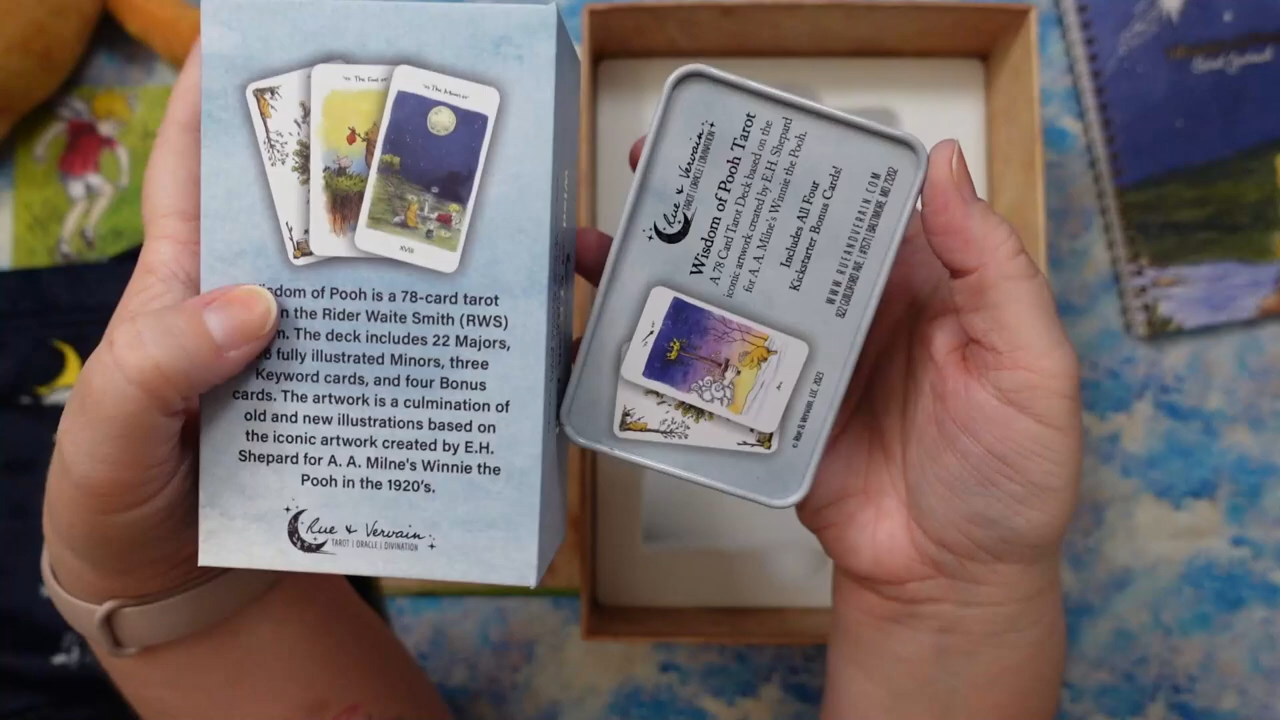 The Fool
The Moon
XVIII
sdom of Pooh is a 78-card tarot
n the Rider Waite Smith (RWS)
m. The deck includes 22 Majors,
fully illustrated Minors, three
Keyword cards, and four Bonus
cards. The artwork is a culmination of
old and new illustrations based on
the iconic artwork created by E.H.
Shepard for A. A. Milne's Winnie the
Pooh in the 1920's.
Rue & Vervain
TAROT | ORACLE | DIVINATION
Rue & Vervain
TAROT | ORACLE | DIVINATION
Wisdom of Pooh Tarot
A 78 Card Tarot Deck based on the
iconic artwork created by E.H. Shepard
for A. A. Milne's Winnie the Pooh.
Includes All Four
Kickstarter Bonus Cards!
WWW.RUEANDVERVAIN.COM
© Rue & Vervain, LLC, 2023